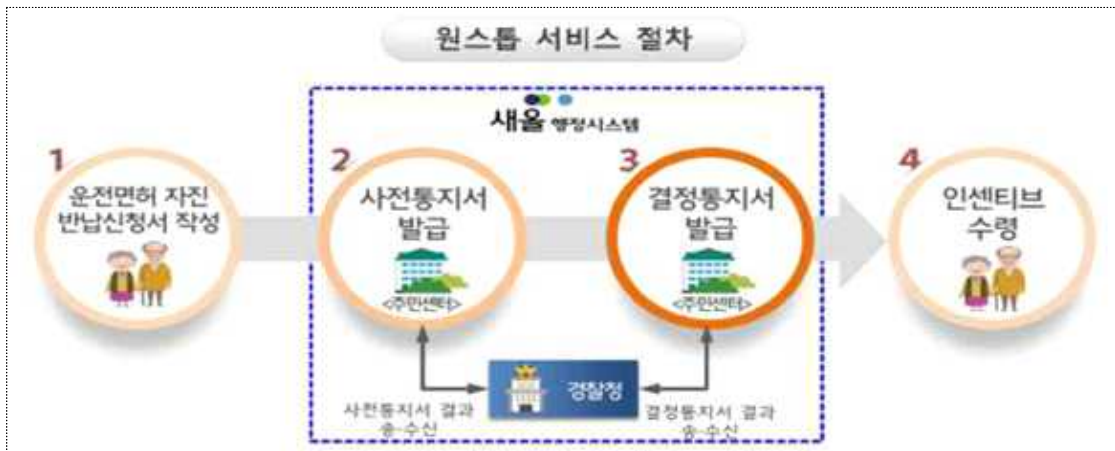 원스톱 서비스 절차
새올 행정시스템
1
운전면허 자진
반납신청서 작성
2
사전통지서
발급
<주민센터>
3
결정통지서
발급
<주민센터>
4
인센티브
수령
경찰청
사전통지서 결과
송·수신
결정통지서 결과
송·수신